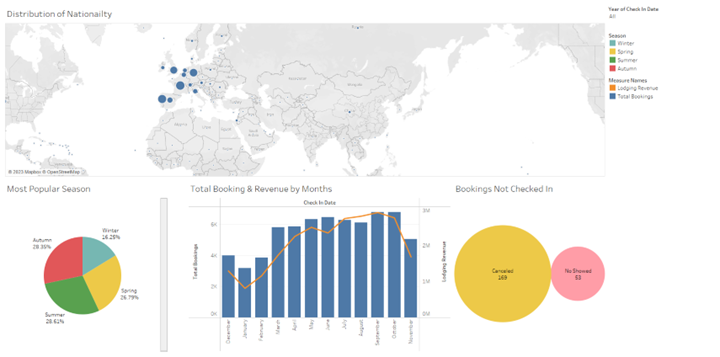 Distribution of Nationailty
Year of Check In Date
All
Season
Winter
Spring
Summer
Autumn
Measure Names
Lodging Revenue
Total Bookings
© 2023 Mapbox © OpenStreetMap
Most Popular Season
Winter
16.25%
Autumn
28.35%
Spring
26.79%
Summer
28.61%
Total Booking & Revenue by Months
Check In Date
Total Bookings
6K
4K
2K
0K
3M
2M
1M
0M
Lodging Revenue
December
January
February
March
April
May
June
July
August
September
October
November
Bookings Not Checked In
Canceled
169
No Showed
53